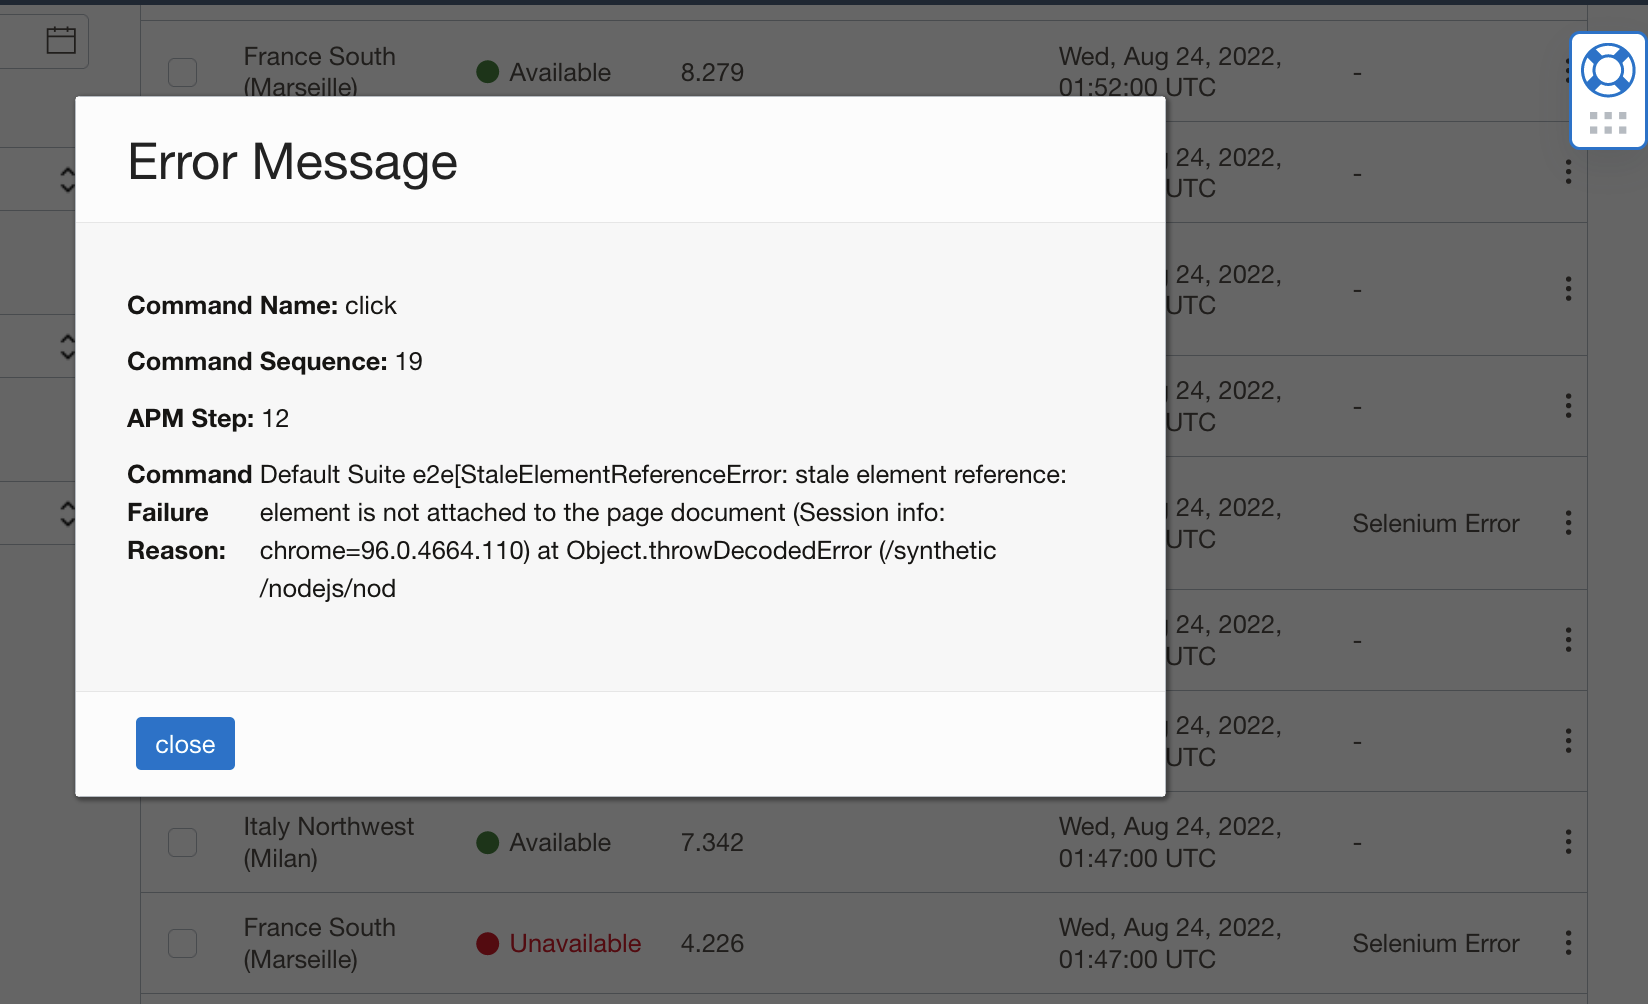 France South
(Marseille)
Available
8.279
Wed, Aug 24, 2022,
01:52:00 UTC
-
Error Message
24, 2022,
UTC
-
24, 2022,
UTC
-
Command Name: click
Command Sequence: 19
24, 2022,
UTC
-
APM Step: 12
Command Failure Reason:
Default Suite e2e[StaleElementReferenceError: stale element reference:
element is not attached to the page document (Session info:
chrome=96.0.4664.110) at Object.throwDecodedError (/synthetic
/nodejs/nod
24, 2022,
UTC
Selenium Error
24, 2022,
UTC
-
close
24, 2022,
UTC
-
Italy Northwest
(Milan)
Available
7.342
Wed, Aug 24, 2022,
01:47:00 UTC
-
France South
(Marseille)
Unavailable
4.226
Wed, Aug 24, 2022,
01:47:00 UTC
Selenium Error